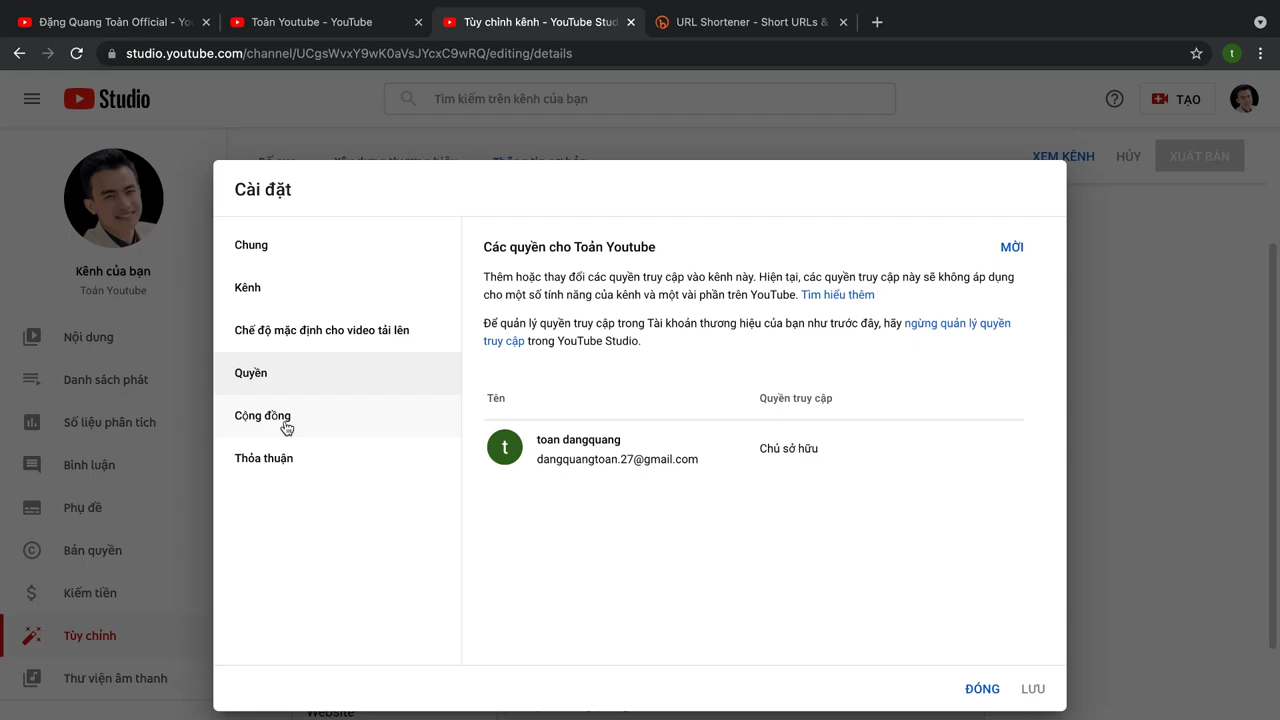 Đặng Quang Toản Official - Yo
Toản Youtube - YouTube
Tùy chỉnh kênh - YouTube Stud
URL Shortener - Short URLs &
studio.youtube.com/channel/UCgsWvxY9wK0aVsJYcxC9wRQ/editing/details
t
Studio
Tìm kiếm trên kênh của bạn
TẠO
XEM KÊNH
HỦY
XUẤT BẢN
Kênh của bạn
Toản Youtube
Nội dung
Danh sách phát
Số liệu phân tích
Bình luận
Phụ đề
Bản quyền
Kiếm tiền
Tùy chỉnh
Thư viện âm thanh
Cài đặt
Chung
Kênh
Chế độ mặc định cho video tải lên
Quyền
Cộng đồng
Thỏa thuận
Các quyền cho Toản Youtube
MỜI
Thêm hoặc thay đổi các quyền truy cập vào kênh này. Hiện tại, các quyền truy cập này sẽ không áp dụng
cho một số tính năng của kênh và một vài phần trên YouTube. Tìm hiểu thêm
Để quản lý quyền truy cập trong Tài khoản thương hiệu của bạn như trước đây, hãy ngừng quản lý quyền
truy cập trong YouTube Studio.
Tên
Quyền truy cập
t
toan dangquang
dangquangtoan.27@gmail.com
Chủ sở hữu
ĐÓNG
LƯU
Website